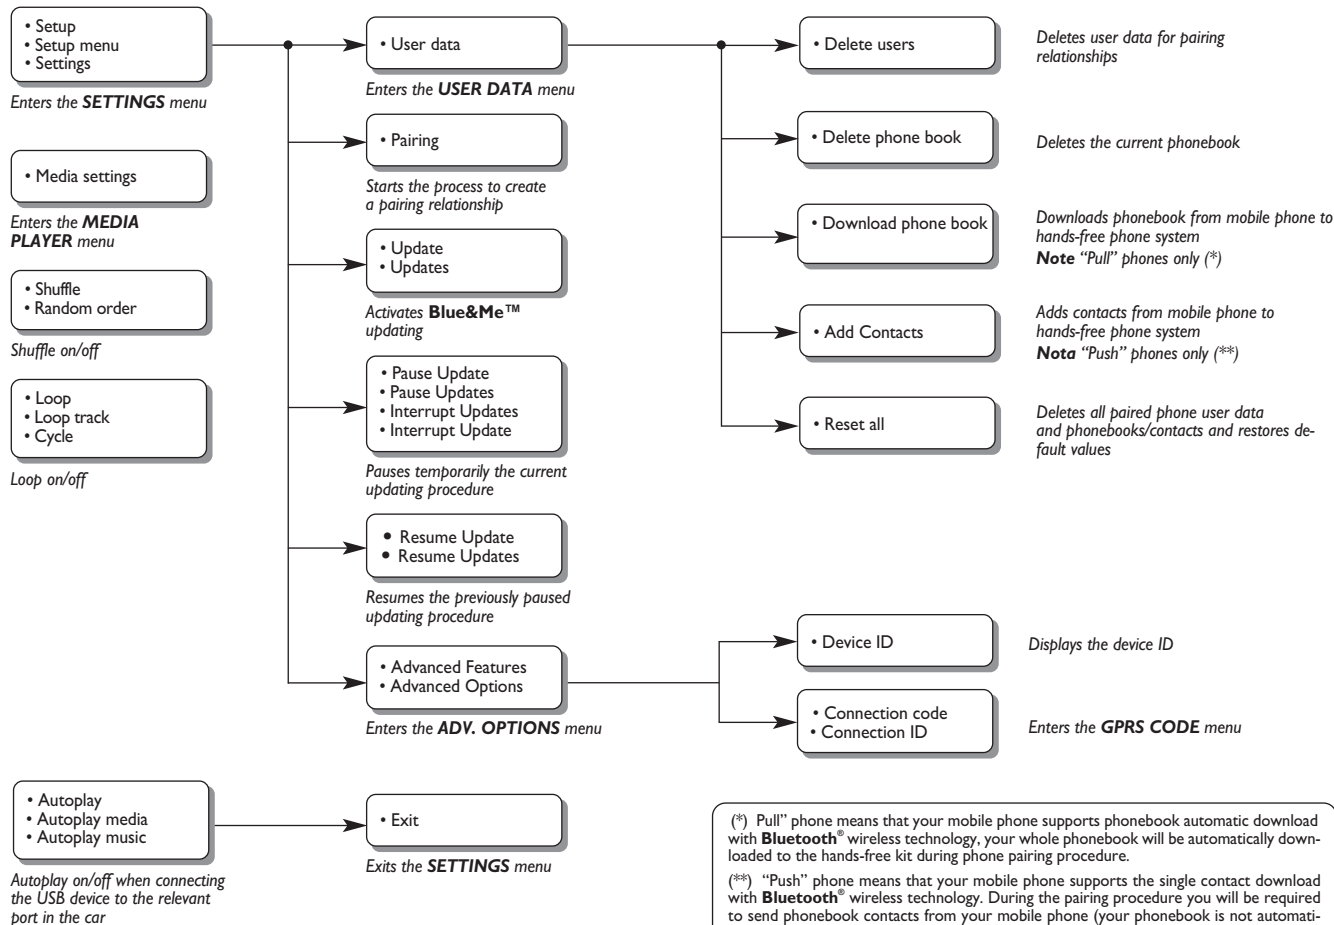 • Setup
• Setup menu
• Settings
Enters the SETTINGS menu
• Media settings
Enters the MEDIA
PLAYER menu
• Shuffle
• Random order
Shuffle on/off
• Loop
• Loop track
• Cycle
Loop on/off
• User data
Enters the USER DATA menu
• Pairing
Starts the process to create
a pairing relationship
• Update
• Updates
Activates Blue&Me™
updating
• Pause Update
• Pause Updates
• Interrupt Updates
• Interrupt Update
Pauses temporarily the current
updating procedure
• Resume Update
• Resume Updates
Resumes the previously paused
updating procedure
• Advanced Features
• Advanced Options
Enters the ADV. OPTIONS menu
• Delete users
Deletes user data for pairing
relationships
• Delete phone book
Deletes the current phonebook
• Download phone book
Downloads phonebook from mobile phone to
hands-free phone system
Note “Pull” phones only (*)
• Add Contacts
Adds contacts from mobile phone to
hands-free phone system
Nota “Push” phones only (**)
• Reset all
Deletes all paired phone user data
and phonebooks/contacts and restores de-
fault values
• Device ID
Displays the device ID
• Connection code
• Connection ID
Enters the GPRS CODE menu
• Autoplay
• Autoplay media
• Autoplay music
Autoplay on/off when connecting
the USB device to the relevant
port in the car
• Exit
Exits the SETTINGS menu
(*) Pull” phone means that your mobile phone supports phonebook automatic download
with Bluetooth® wireless technology, your whole phonebook will be automatically down-
loaded to the hands-free kit during phone pairing procedure.
(**) “Push” phone means that your mobile phone supports the single contact download
with Bluetooth® wireless technology. During the pairing procedure you will be required
to send phonebook contacts from your mobile phone (your phonebook is not automati-